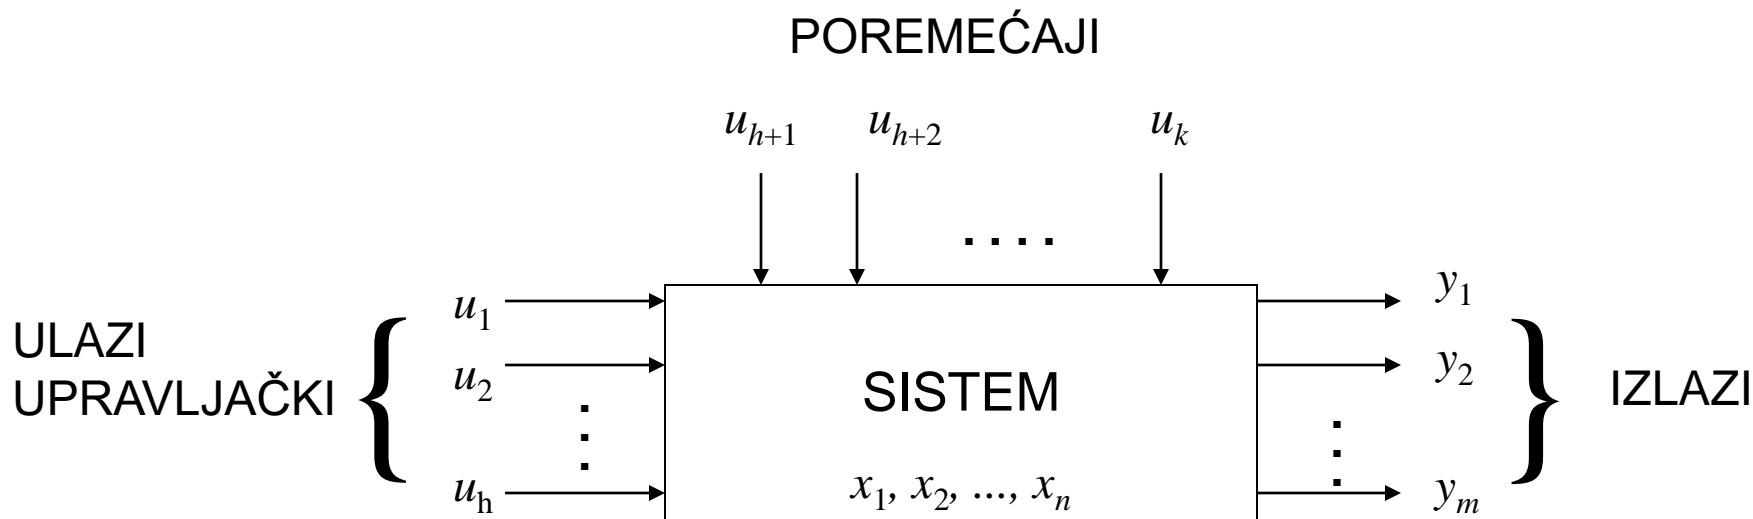 POREMEĆAJI
u_{h+1} u_{h+2} u_k
. . . .
u_1 y_1
ULAZI
UPRAVLJAČKI { u_2 SISTEM y_2 } IZLAZI
u_h x_1, x_2, ..., x_n y_m